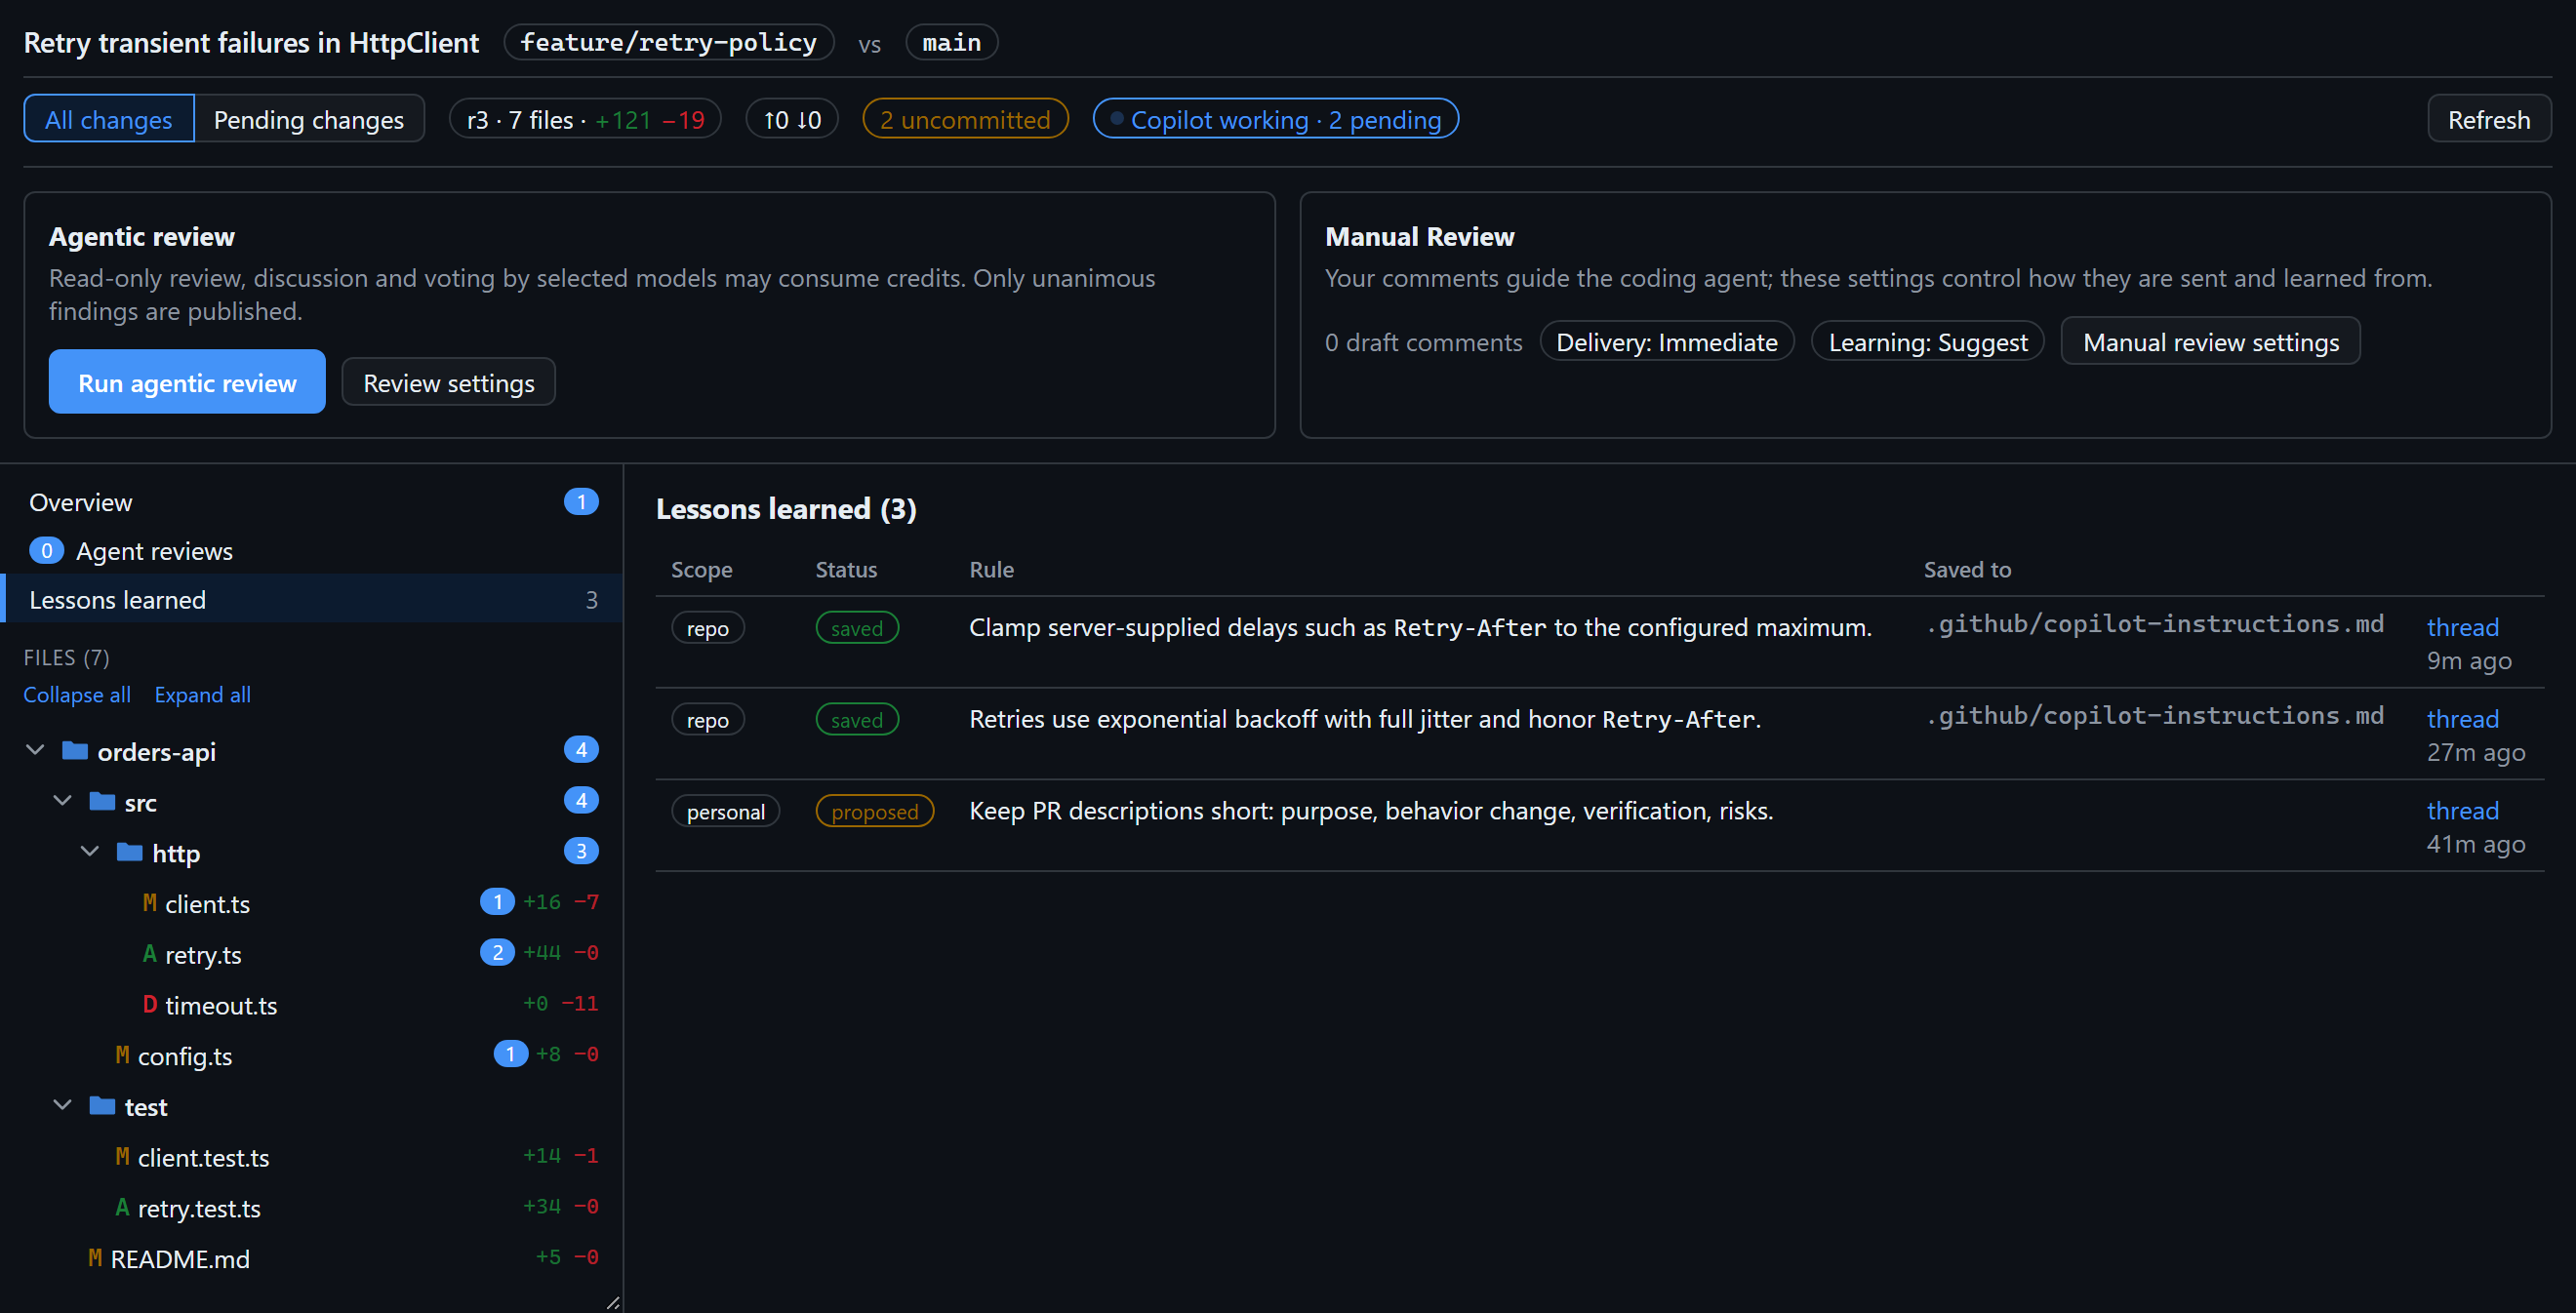 Retry transient failures in HttpClient feature/retry-policy vs main
All changes Pending changes r3 · 7 files · +121 −19 ↑0 ↓0 2 uncommitted Copilot working · 2 pending Refresh
Agentic review
Read-only review, discussion and voting by selected models may consume credits. Only unanimous
findings are published.
Run agentic review Review settings
Manual Review
Your comments guide the coding agent; these settings control how they are sent and learned from.
0 draft comments Delivery: Immediate Learning: Suggest Manual review settings
Overview 1
0 Agent reviews
Lessons learned 3
FILES (7)
Collapse all Expand all
orders-api 4
src 4
http 3
M client.ts 1 +16 −7
A retry.ts 2 +44 −0
D timeout.ts +0 −11
M config.ts 1 +8 −0
test
M client.test.ts +14 −1
A retry.test.ts +34 −0
M README.md +5 −0
Lessons learned (3)
Scope Status Rule Saved to
repo saved Clamp server-supplied delays such as Retry-After to the configured maximum. .github/copilot-instructions.md thread
9m ago
repo saved Retries use exponential backoff with full jitter and honor Retry-After. .github/copilot-instructions.md thread
27m ago
personal proposed Keep PR descriptions short: purpose, behavior change, verification, risks. thread
41m ago